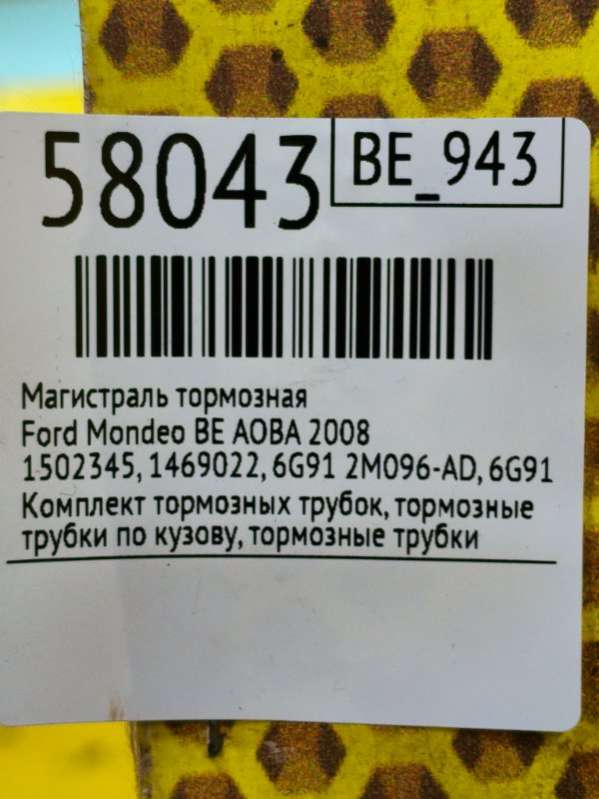 58043
BE_943
Магистраль тормозная
Ford Mondeo BE AOBA 2008
1502345, 1469022, 6G91 2M096-AD, 6G91
Комплект тормозных трубок, тормозные
трубки по кузову, тормозные трубки